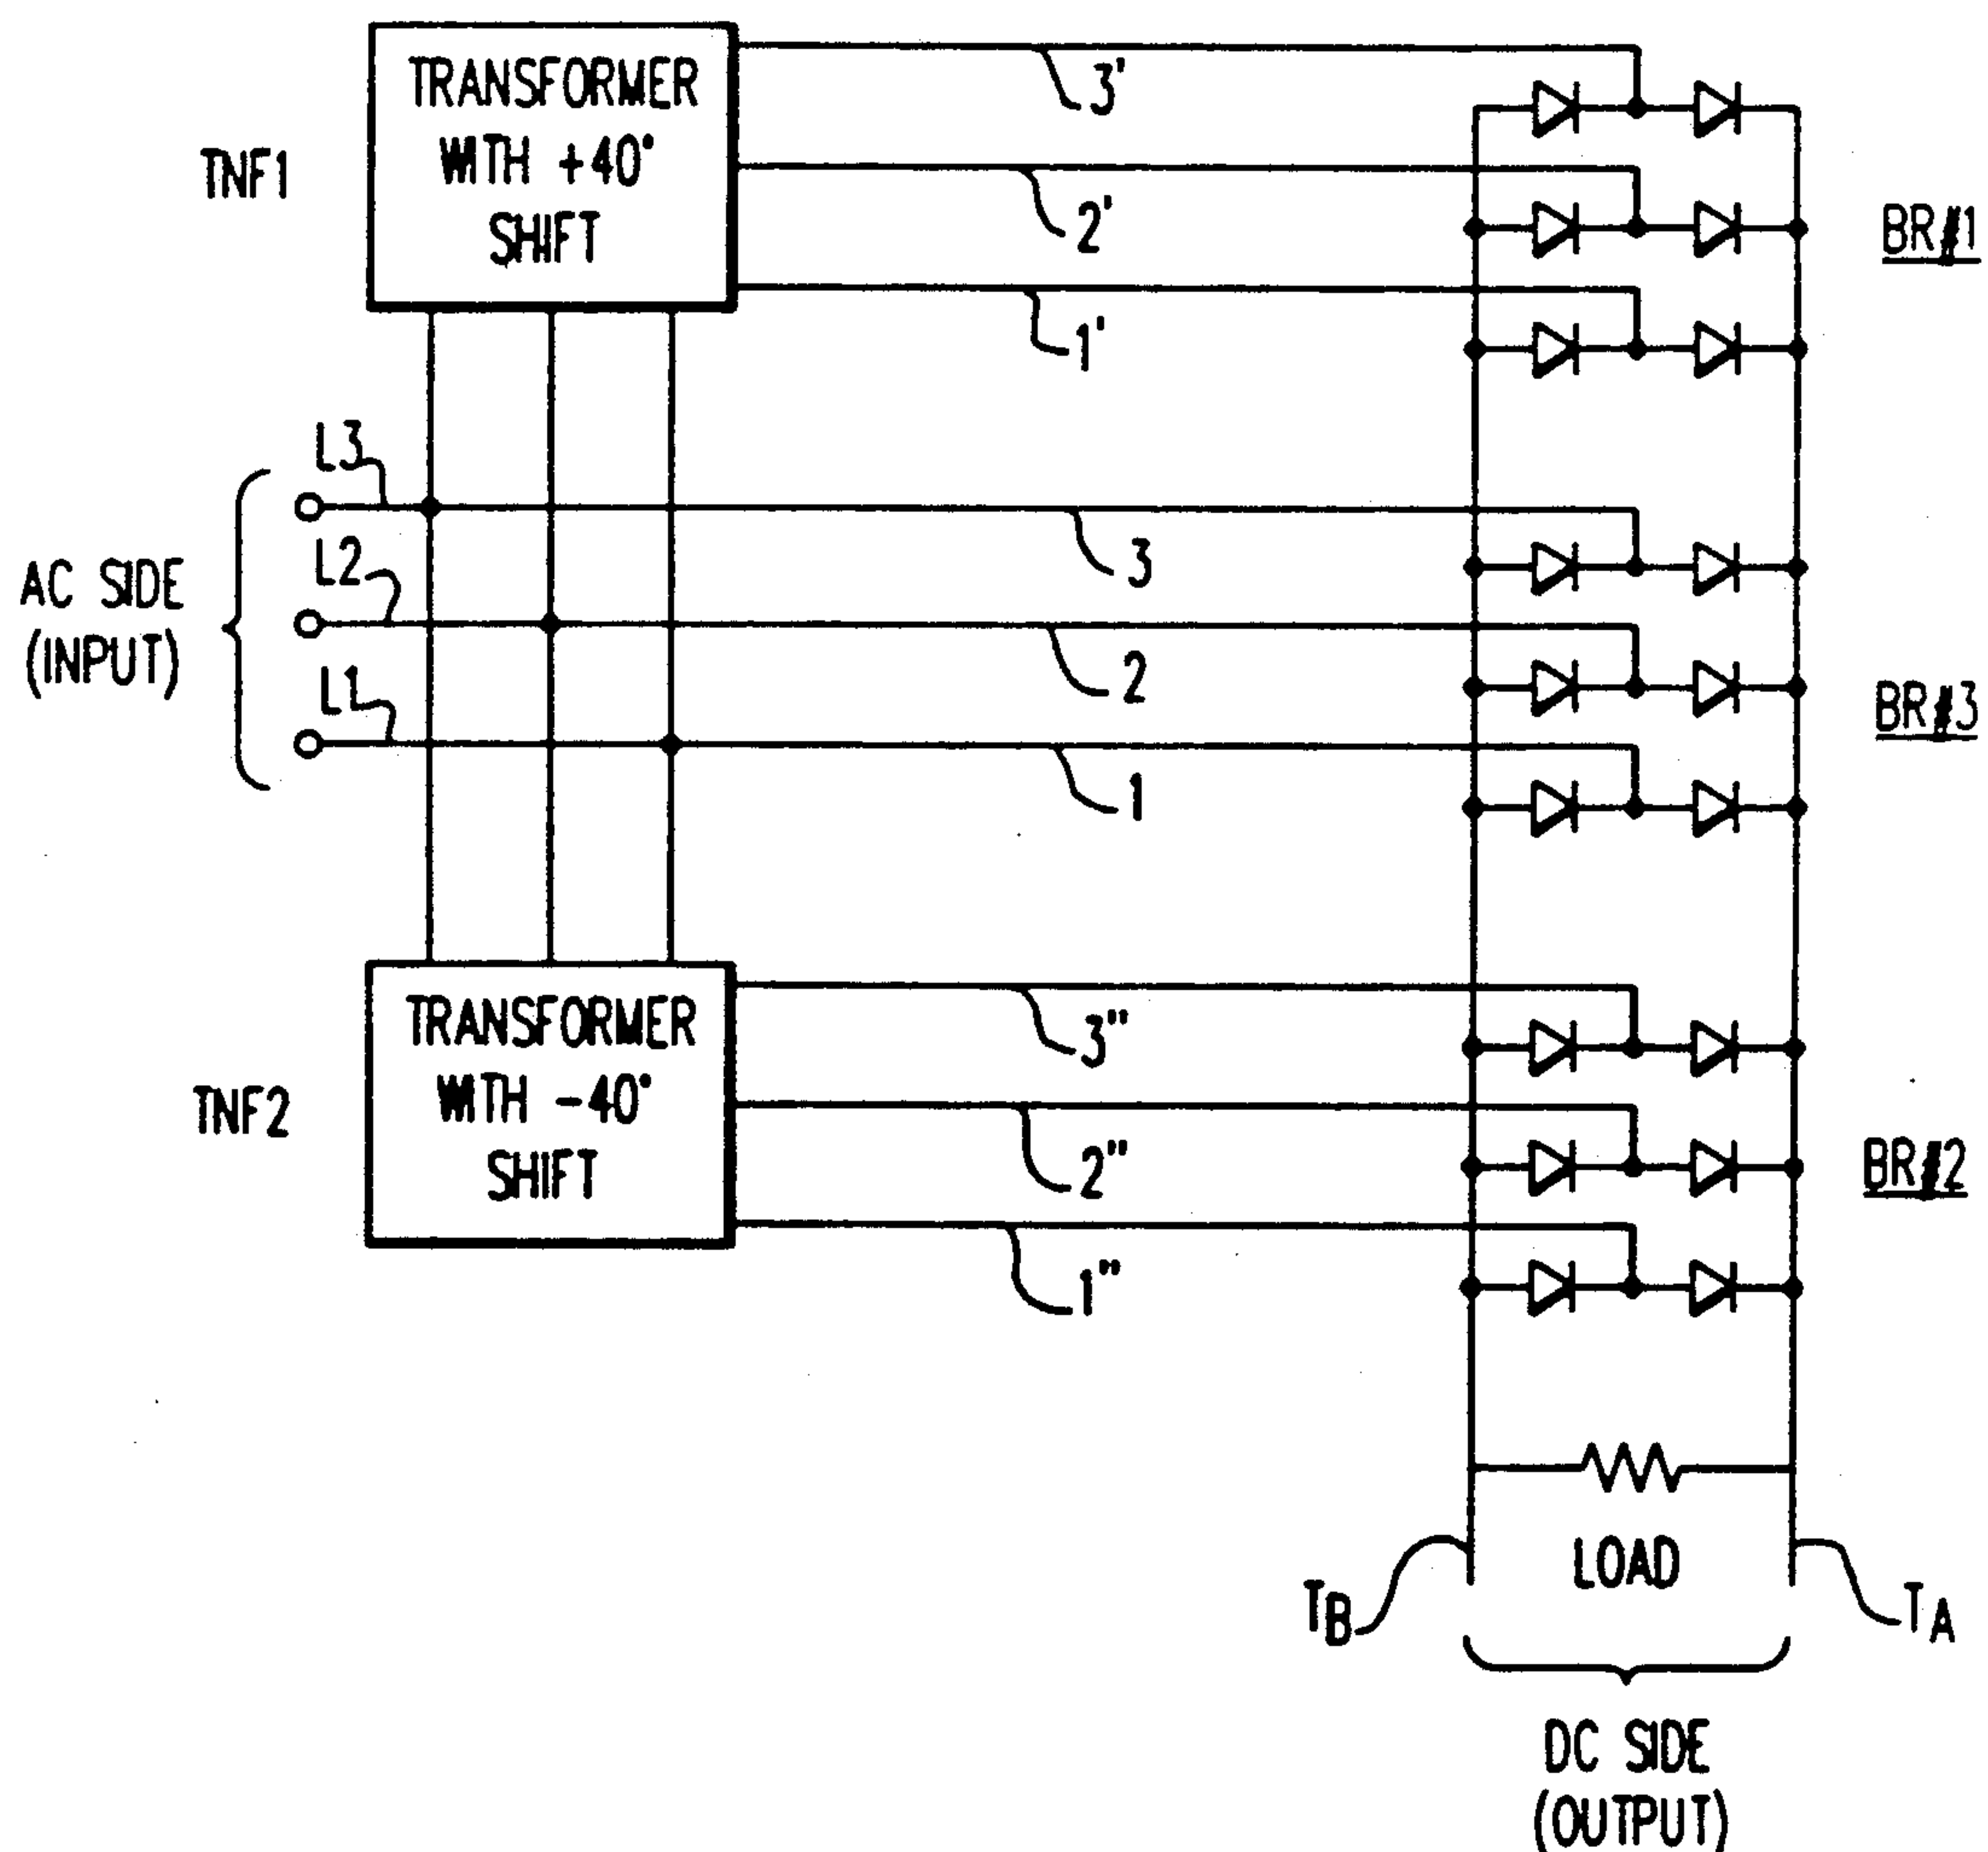 TRANSFORMER
WITH +40°
SHIFT
TNF1
3'
2'
1'
BR#1
L3
L2
L1
AC SIDE
(INPUT)
3
2
1
BR#3
TRANSFORMER
WITH -40°
SHIFT
TNF2
3"
2"
1"
BR#2
LOAD
TB
TA
DC SIDE
(OUTPUT)